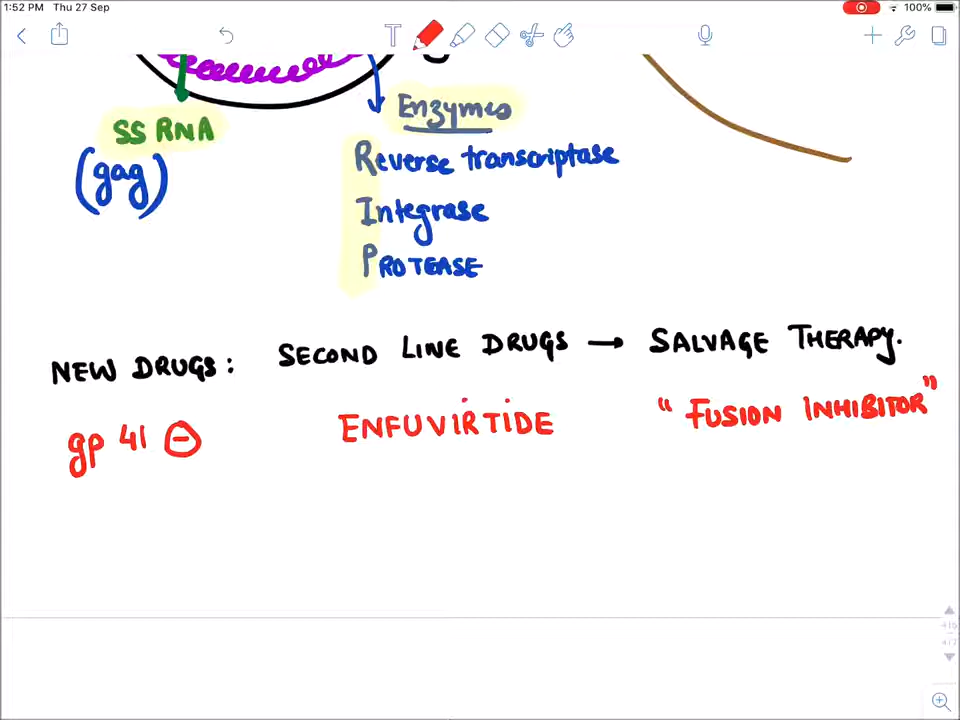 1:52 PM Thu 27 Sep 100%
T
Enzymes
SS RNA
(gag)
Reverse transcriptase
Integrase
PROTEASE
NEW DRUGS: SECOND LINE DRUGS → SALVAGE THERAPY.
gp 41 ⊖ ENFUVIRTIDE "FUSION INHIBITOR"